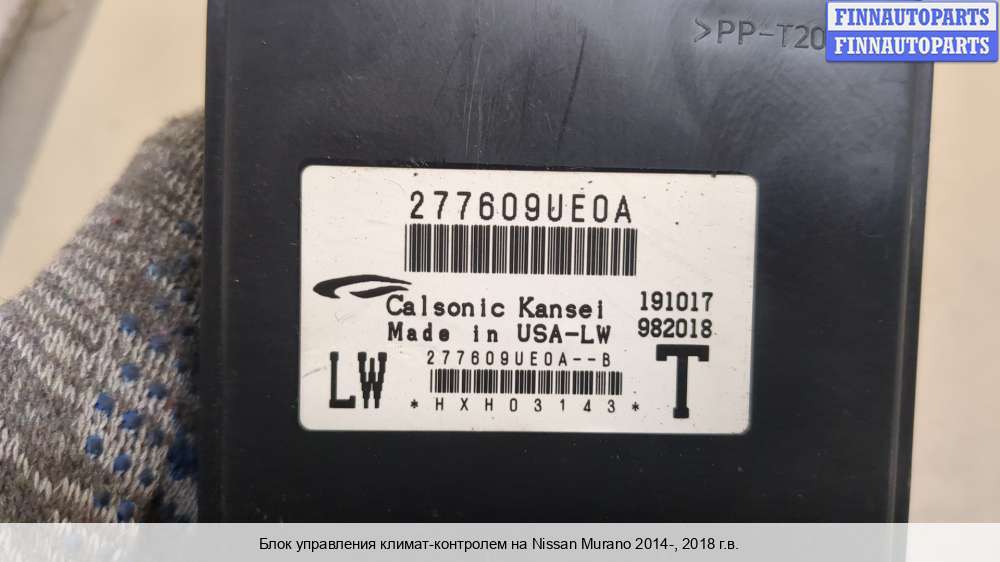 >PP-T20
FINNAUTOPARTS
FINNAUTOPARTS
277609UE0A
Calsonic Kansei 191017
Made in USA-LW 982018
277609UE0A--B
LW T
*HXH03143*
Блок управления климат-контролем на Nissan Murano 2014-, 2018 г.в.